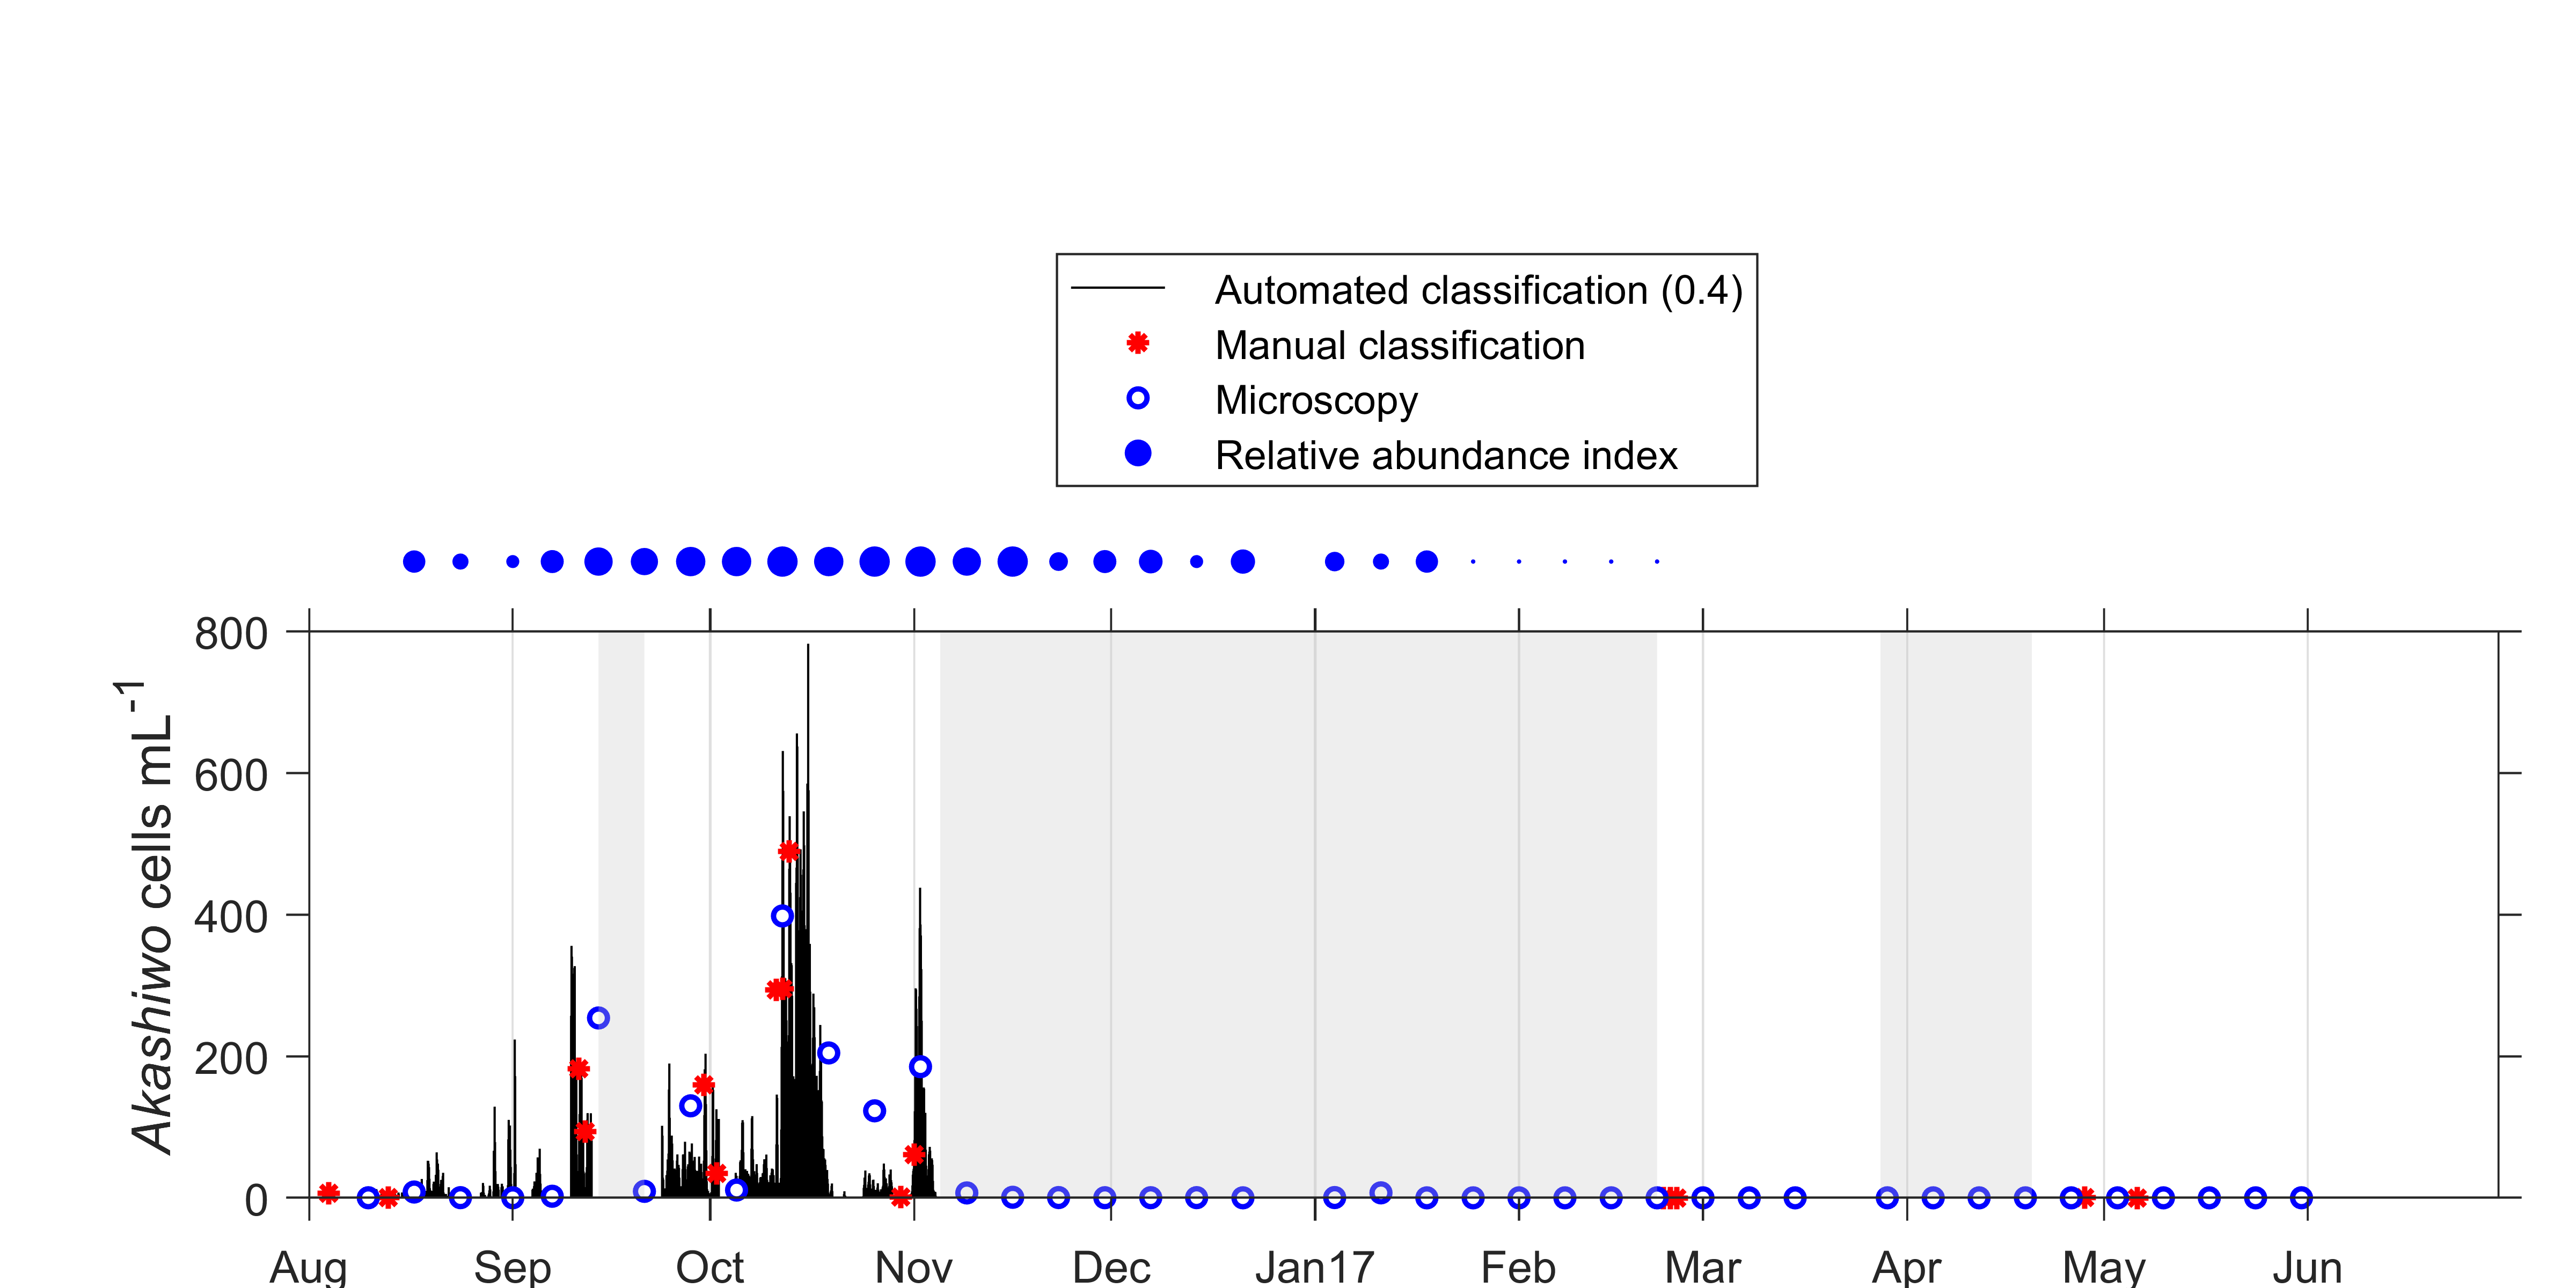 Automated classification (0.4)
Manual classification
Microscopy
Relative abundance index
Akashiwo cells mL-1
800
600
400
200
0
Aug Sep Oct Nov Dec Jan17 Feb Mar Apr May Jun